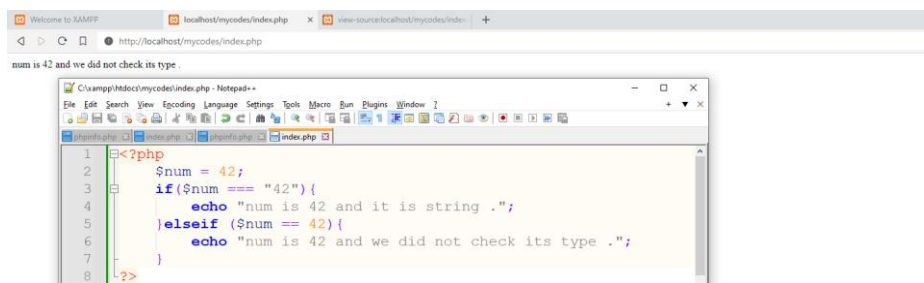 Welcome to XAMPP
localhost/mycodes/index.php
view-source:localhost/mycodes/index
http://localhost/mycodes/index.php
num is 42 and we did not check its type .
C:\xampp\htdocs\mycodes\index.php - Notepad++
File Edit Search View Encoding Language Settings Tools Macro Run Plugins Window ?
phpinfo.php index.php phpinfo.php index.php
1 <?php
2 $num = 42;
3 if($num === "42"){
4 echo "num is 42 and it is string .";
5 }elseif ($num == 42){
6 echo "num is 42 and we did not check its type .";
7 }
8 ?>